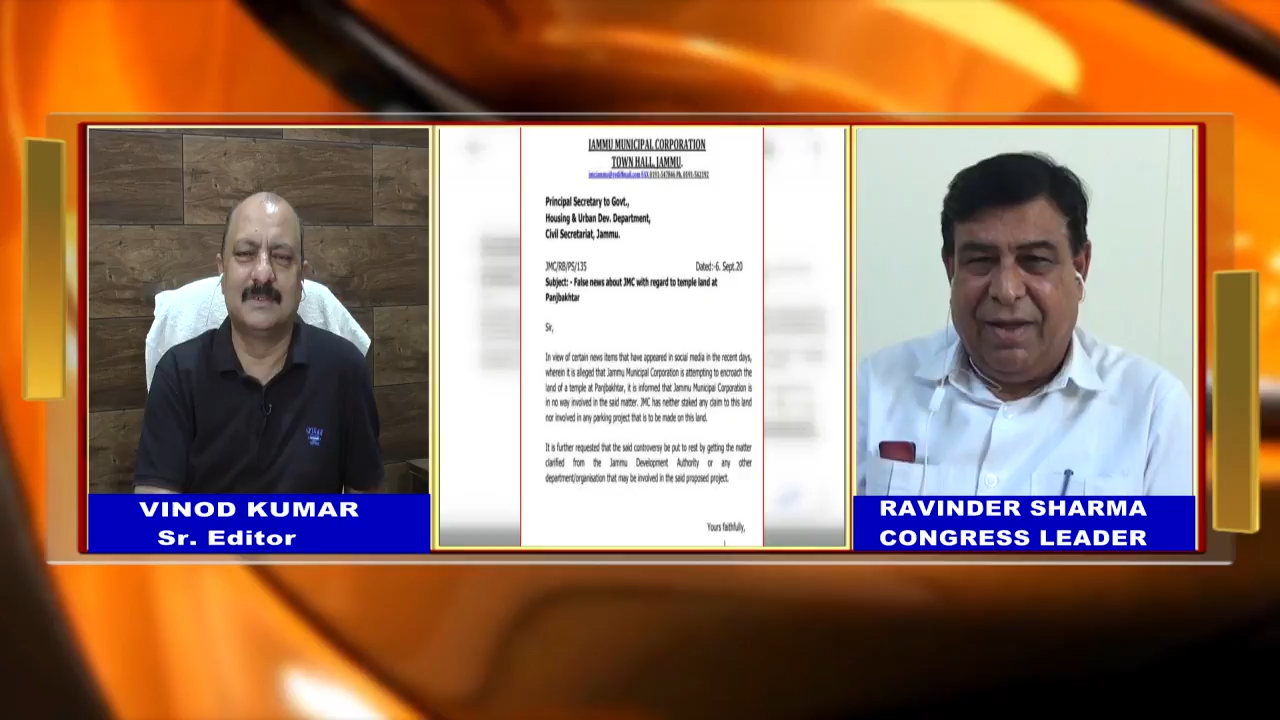 JAMMU MUNICIPAL CORPORATION
TOWN HALL, JAMMU.
Principal Secretary to Govt.,
Housing & Urban Dev. Department,
Civil Secretariat, Jammu.
JMC/RB/PS/135 Dated:-6. Sept.20
Subject: - False news about JMC with regard to temple land at
Panjbakhtar
Sir,
In view of certain news items that have appeared in social media in the recent days,
wherein it is alleged that Jammu Municipal Corporation is attempting to encroach the
land of a temple at Panjbakhtar, it is informed that Jammu Municipal Corporation is
in no way involved in the said matter. JMC has neither staked any claim to this land
nor involved in any parking project that is to be made on this land.
It is further requested that the said controversy be put to rest by getting the matter
clarified from the Jammu Development Authority or any other
department/organisation that may be involved in the said proposed project.
Yours faithfully,
VINOD KUMAR
Sr. Editor
RAVINDER SHARMA
CONGRESS LEADER